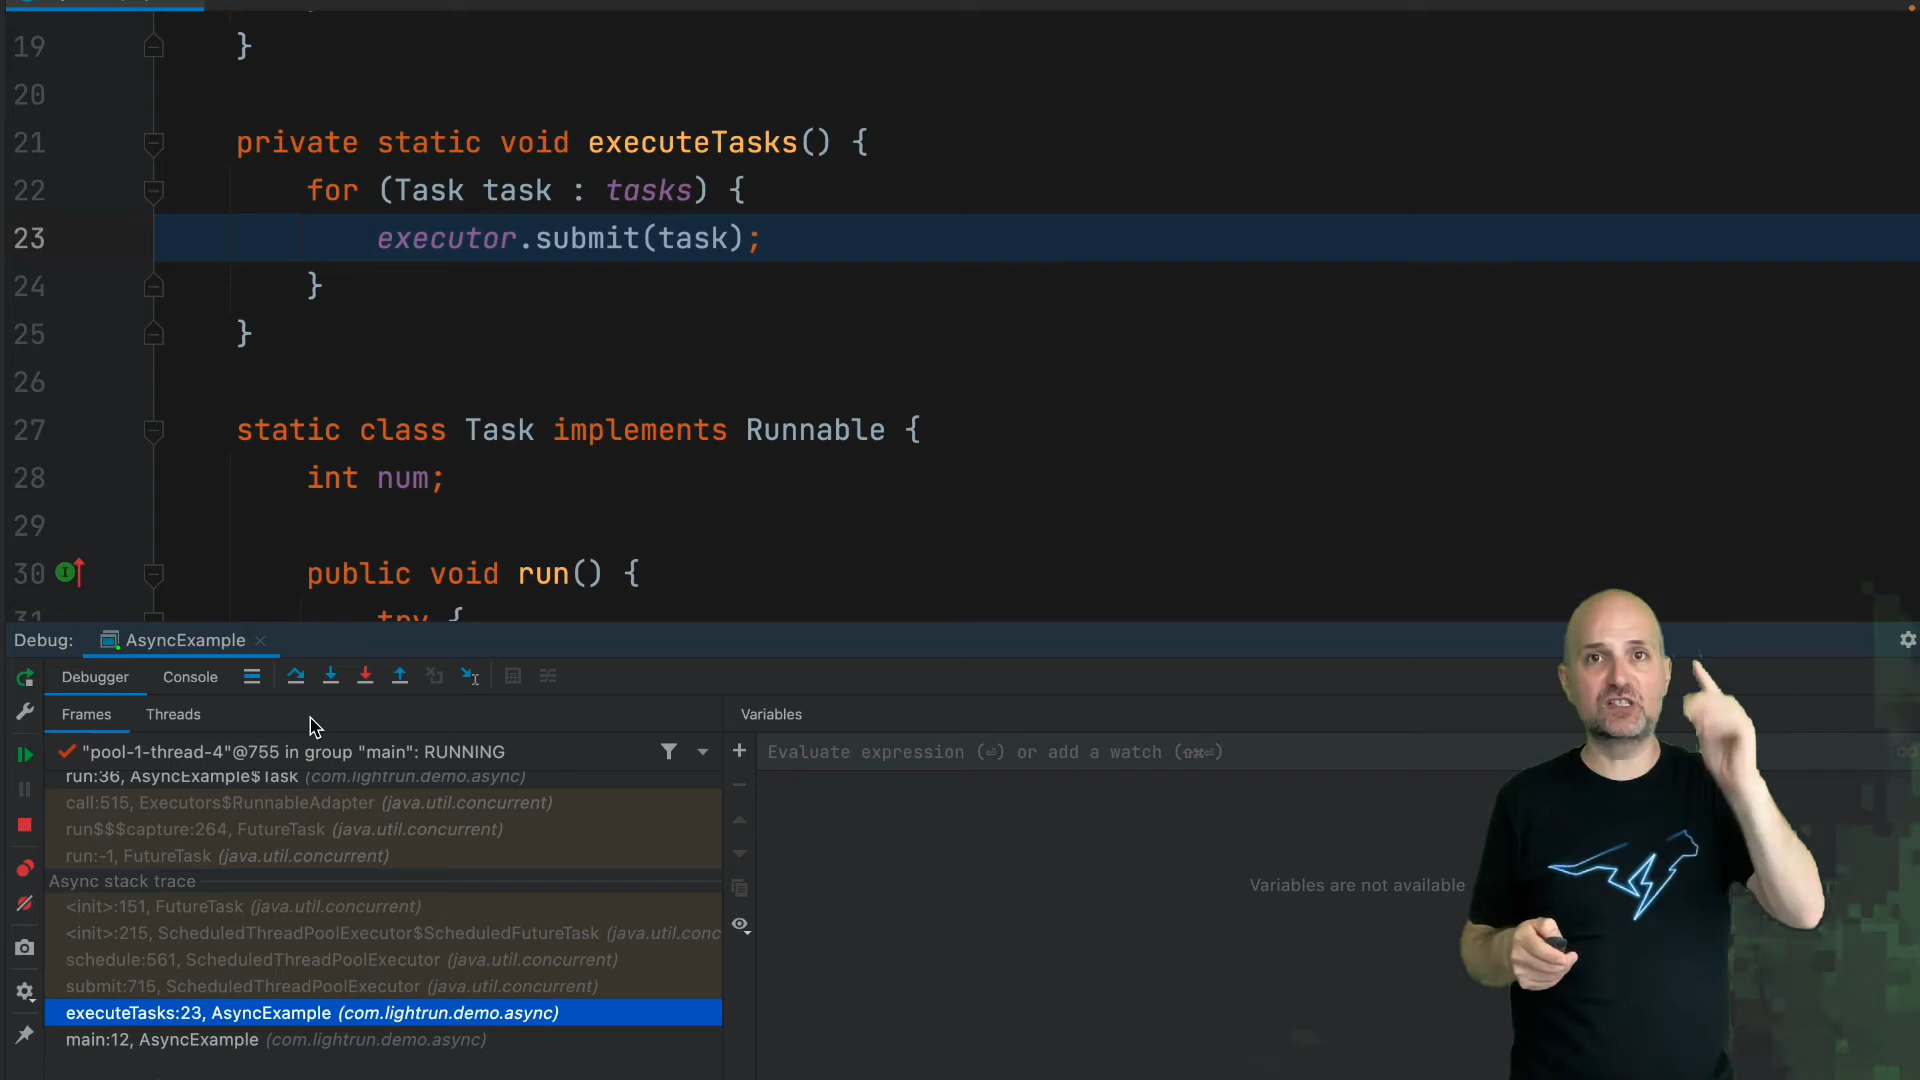 19 }
20
21 private static void executeTasks() {
22 for (Task task : tasks) {
23 executor.submit(task);
24 }
25 }
26
27 static class Task implements Runnable {
28 int num;
29
30 public void run() {
31 try {
Debug: AsyncExample
Debugger Console
Frames Threads Variables
"pool-1-thread-4"@755 in group "main": RUNNING
Evaluate expression (⏎) or add a watch (⇧⌘⏎)
run:36, AsyncExample$Task (com.lightrun.demo.async)
call:515, Executors$RunnableAdapter (java.util.concurrent)
run$$$capture:264, FutureTask (java.util.concurrent)
run:-1, FutureTask (java.util.concurrent)
Async stack trace
Variables are not available
<init>:151, FutureTask (java.util.concurrent)
<init>:215, ScheduledThreadPoolExecutor$ScheduledFutureTask (java.util.conc
schedule:561, ScheduledThreadPoolExecutor (java.util.concurrent)
submit:715, ScheduledThreadPoolExecutor (java.util.concurrent)
executeTasks:23, AsyncExample (com.lightrun.demo.async)
main:12, AsyncExample (com.lightrun.demo.async)